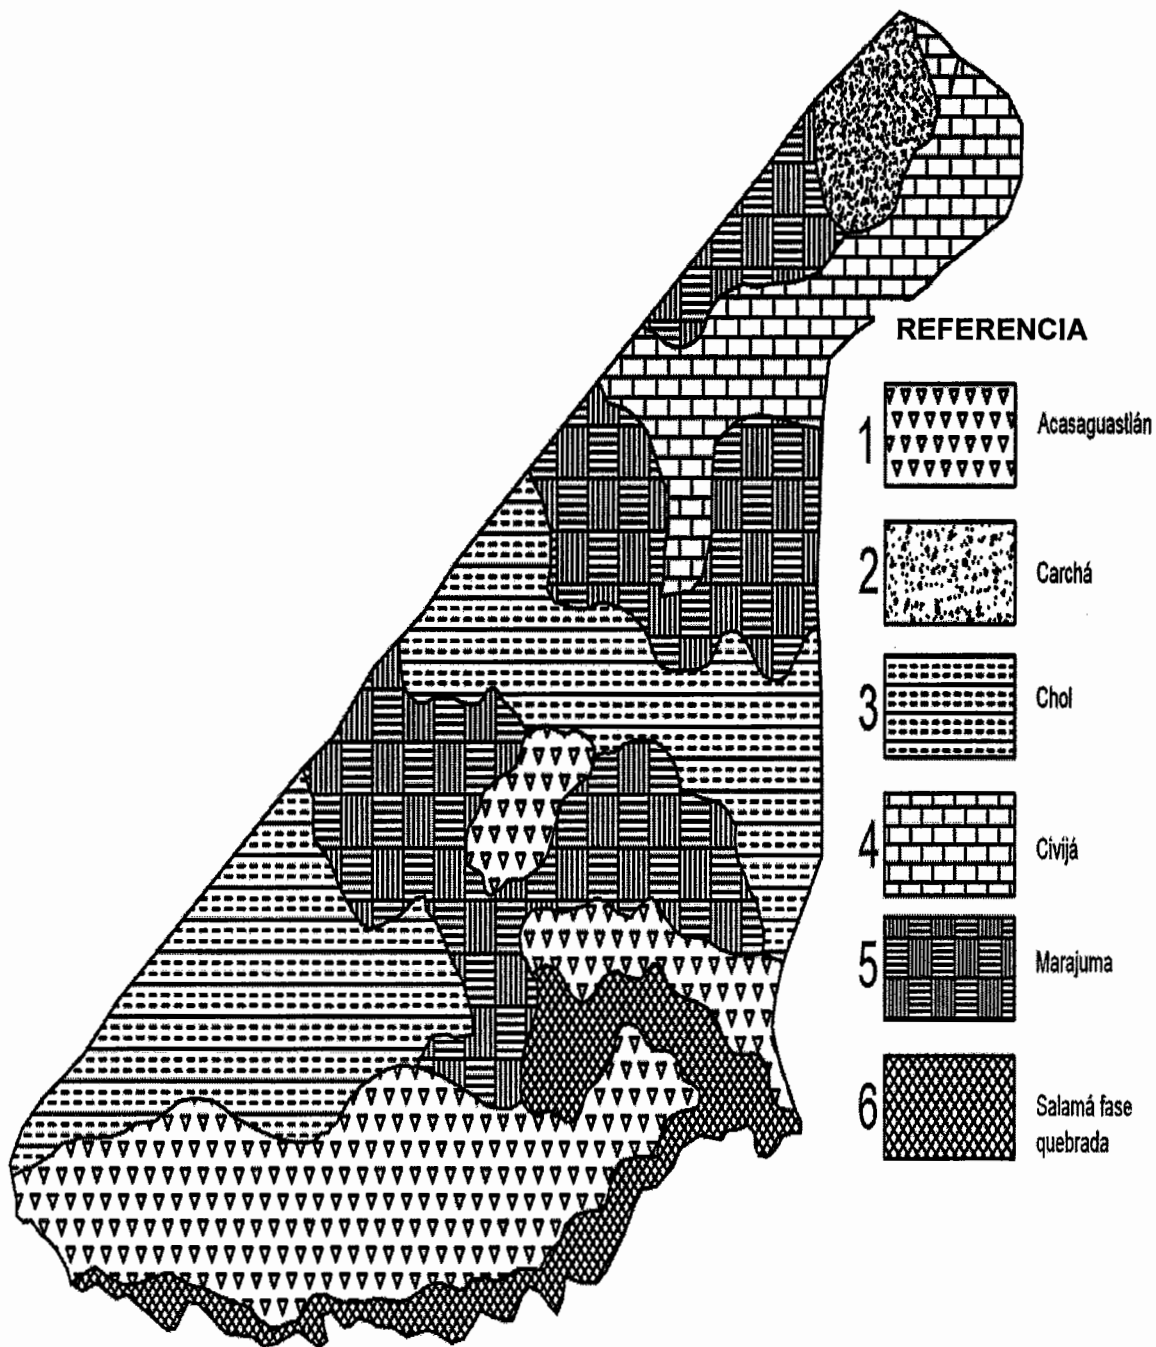 REFERENCIA
1 Acasaguastlán
2 Carchá
3 Chol
4 Civijá
5 Marajuma
6 Salamá fase
quebrada